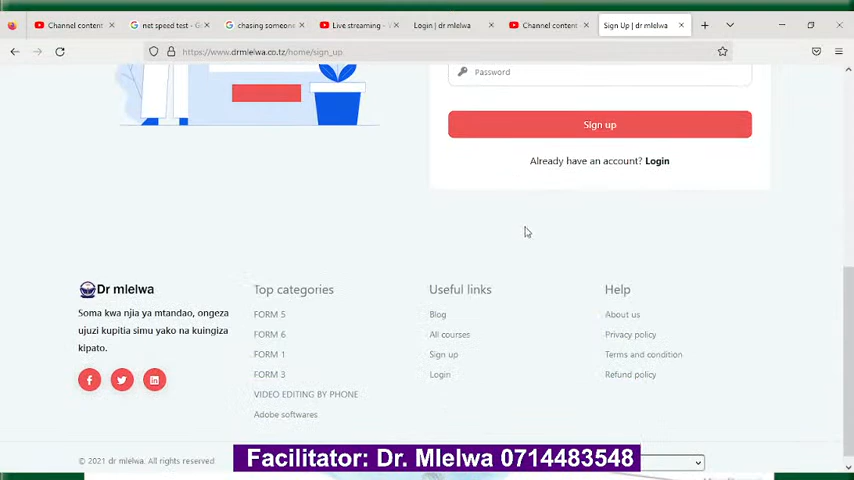 Channel content
net speed test - G
chasing someone
Live streaming -
Login | dr mlelwa
Channel content
Sign Up | dr mlelwa
https://www.drmlelwa.co.tz/home/sign_up
Password
Sign up
Already have an account? Login
Dr mlelwa
Soma kwa njia ya mtandao, ongeza
ujuzi kupitia simu yako na kuingiza
kipato.
Top categories
FORM 5
FORM 6
FORM 1
FORM 3
VIDEO EDITING BY PHONE
Adobe softwares
Useful links
Blog
All courses
Sign up
Login
Help
About us
Privacy policy
Terms and condition
Refund policy
© 2021 dr mlelwa. All rights reserved
Facilitator: Dr. Mlelwa 0714483548